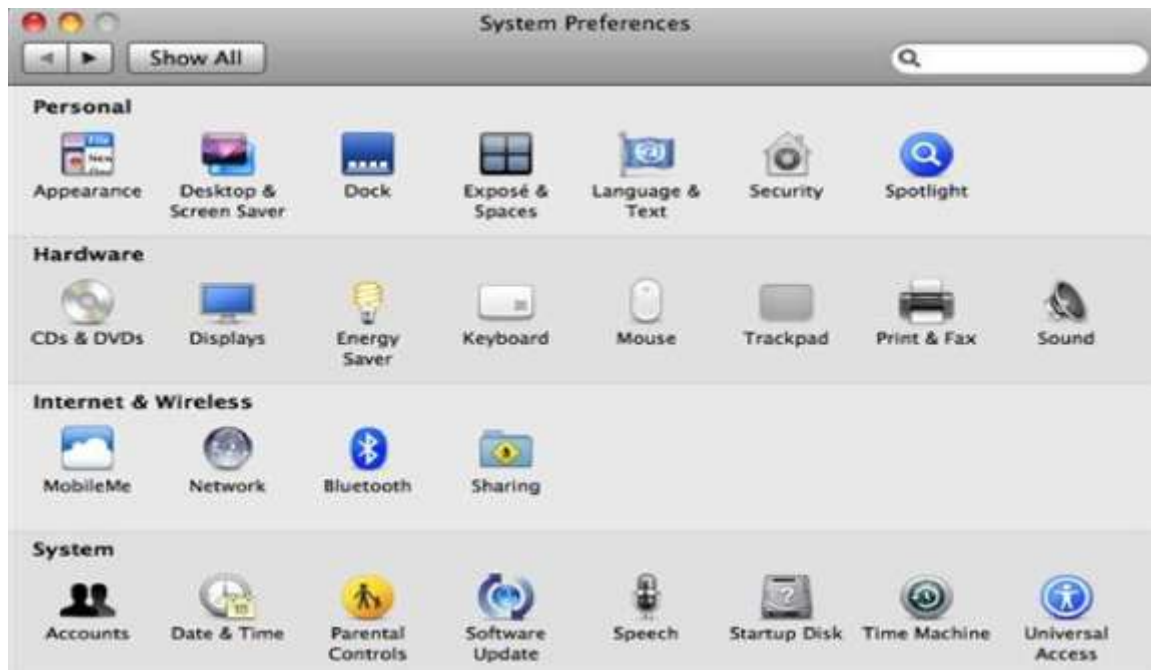 System Preferences
Show All
Personal
Appearance
Desktop &
Screen Saver
Dock
Exposé &
Spaces
Language &
Text
Security
Spotlight
Hardware
CDs & DVDs
Displays
Energy
Saver
Keyboard
Mouse
Trackpad
Print & Fax
Sound
Internet & Wireless
MobileMe
Network
Bluetooth
Sharing
System
Accounts
Date & Time
Parental
Controls
Software
Update
Speech
Startup Disk
Time Machine
Universal
Access